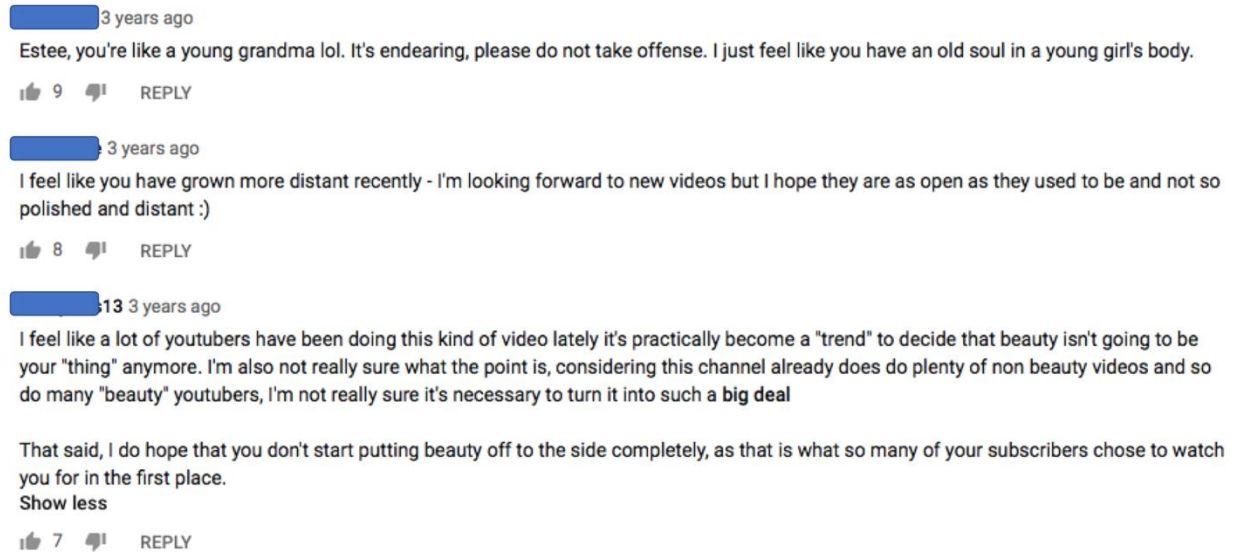 3 years ago
Estee, you're like a young grandma lol. It's endearing, please do not take offense. I just feel like you have an old soul in a young girl's body.
9 REPLY
3 years ago
I feel like you have grown more distant recently - I'm looking forward to new videos but I hope they are as open as they used to be and not so
polished and distant :)
8 REPLY
s13 3 years ago
I feel like a lot of youtubers have been doing this kind of video lately it's practically become a "trend" to decide that beauty isn't going to be
your "thing" anymore. I'm also not really sure what the point is, considering this channel already does do plenty of non beauty videos and so
do many "beauty" youtubers, I'm not really sure it's necessary to turn it into such a big deal
That said, I do hope that you don't start putting beauty off to the side completely, as that is what so many of your subscribers chose to watch
you for in the first place.
Show less
7 REPLY